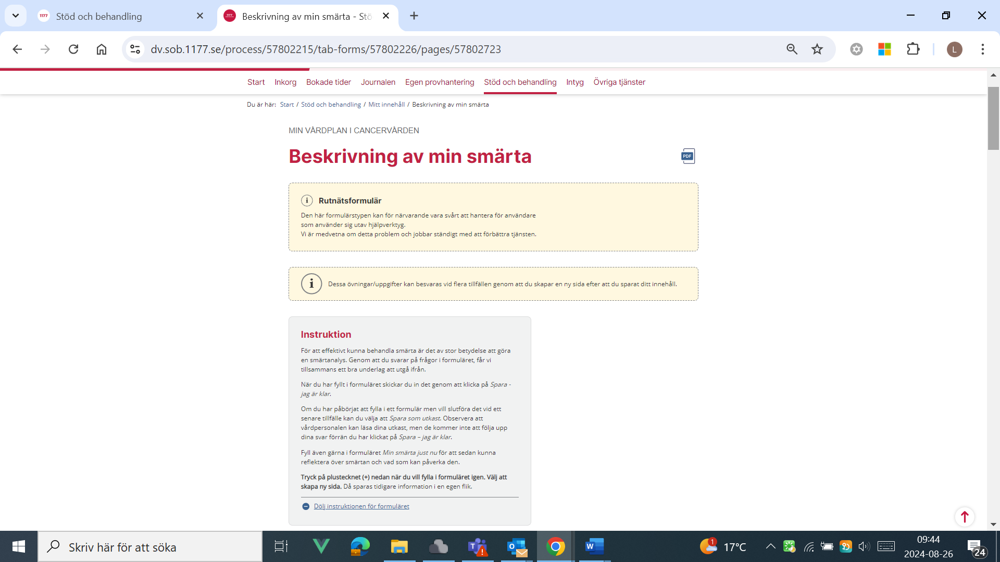 1177 Stöd och behandling
1177 Beskrivning av min smärta - Stö
dv.sob.1177.se/process/57802215/tab-forms/57802226/pages/57802723
L
Start Inkorg Bokade tider Journalen Egen provhantering Stöd och behandling Intyg Övriga tjänster
Du är här: Start / Stöd och behandling / Mitt innehåll / Beskrivning av min smärta
MIN VÅRDPLAN I CANCERVÅRDEN
Beskrivning av min smärta
PDF
Rutnätsformulär
Den här formulärstypen kan för närvarande vara svårt att hantera för användare
som använder sig utav hjälpverktyg.
Vi är medvetna om detta problem och jobbar ständigt med att förbättra tjänsten.
Dessa övningar/uppgifter kan besvaras vid flera tillfällen genom att du skapar en ny sida efter att du sparat ditt innehåll.
Instruktion
För att effektivt kunna behandla smärta är det av stor betydelse att göra
en smärtanalys. Genom att du svarar på frågor i formuläret, får vi
tillsammans ett bra underlag att utgå ifrån.
När du har fyllt i formuläret skickar du in det genom att klicka på Spara -
jag är klar.
Om du har påbörjat att fylla i ett formulär men vill slutföra det vid ett
senare tillfälle kan du välja att Spara som utkast. Observera att
vårdpersonalen kan läsa dina utkast, men de kommer inte att följa upp
dina svar förrän du har klickat på Spara – jag är klar.
Fyll även gärna i formuläret Min smärta just nu för att sedan kunna
reflektera över smärtan och vad som kan påverka den.
Tryck på plustecknet (+) nedan när du vill fylla i formuläret igen. Välj att
skapa ny sida. Då sparas tidigare information i en egen flik.
Dölj instruktionen för formuläret
Skriv här för att söka
1
17°C
09:44
2024-08-26
24